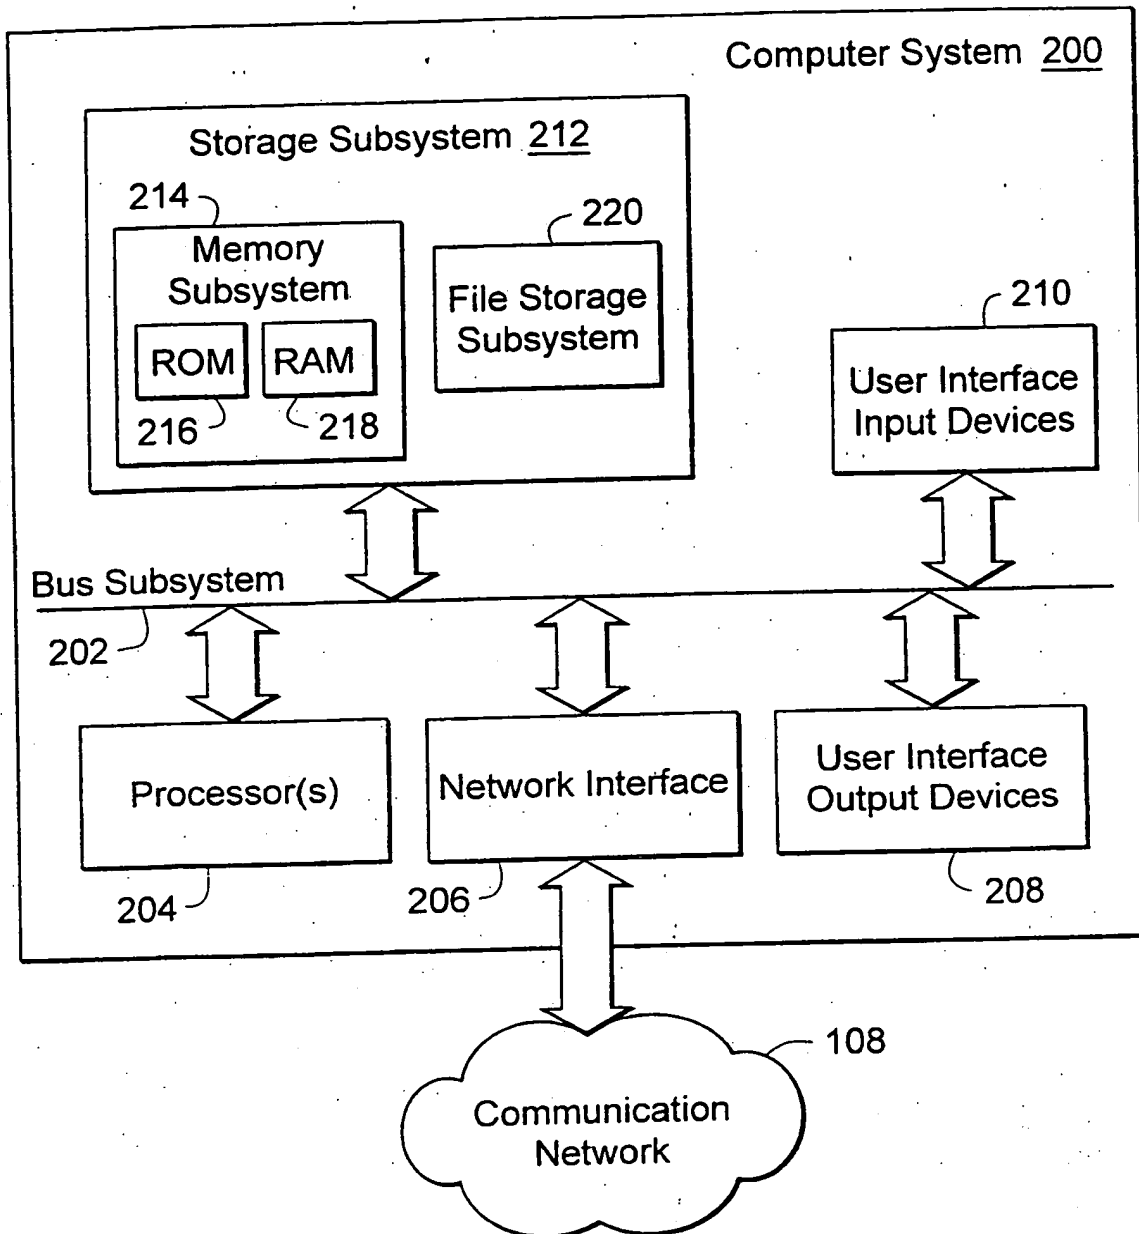 Computer System 200
Storage Subsystem 212
214
Memory
Subsystem
ROM
RAM
216
218
220
File Storage
Subsystem
210
User Interface
Input Devices
Bus Subsystem
202
Processor(s)
204
Network Interface
206
User Interface
Output Devices
208
108
Communication
Network